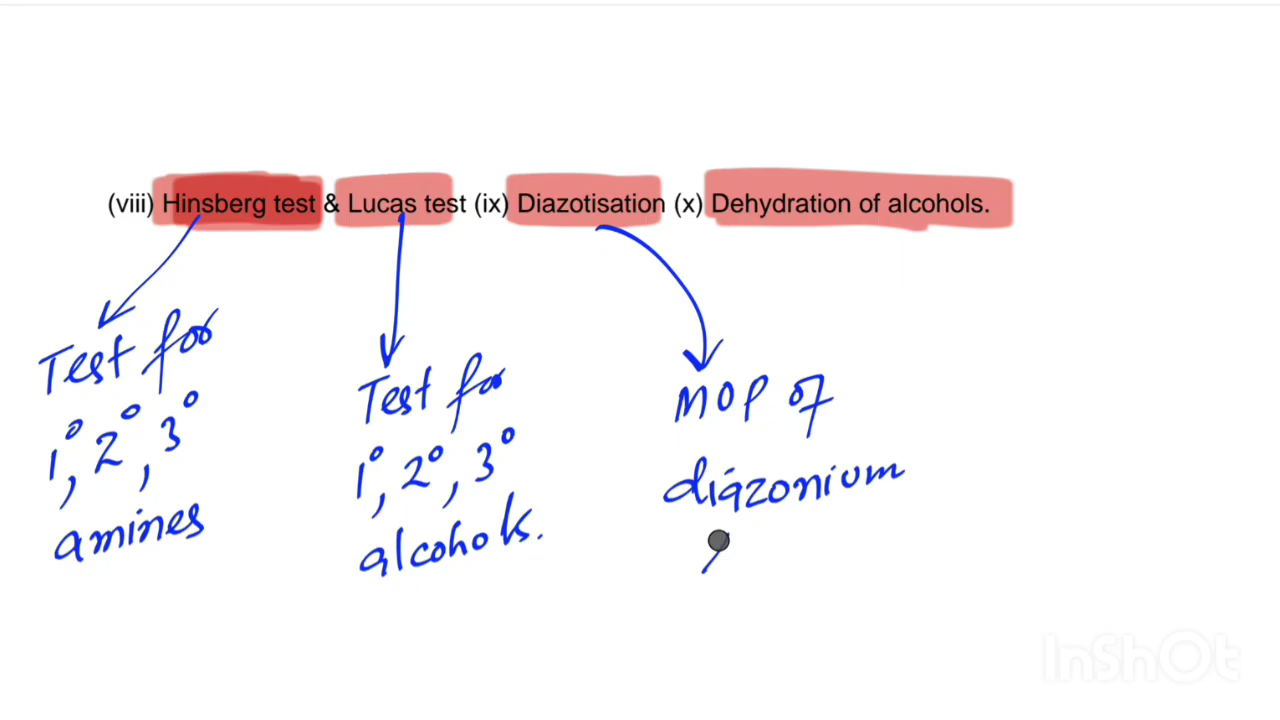 (viii) Hinsberg test & Lucas test (ix) Diazotisation (x) Dehydration of alcohols.
Test for
1°, 2°, 3°
amines
Test for
1°, 2°, 3°
alcohols.
MOP of
diazonium
InShOt